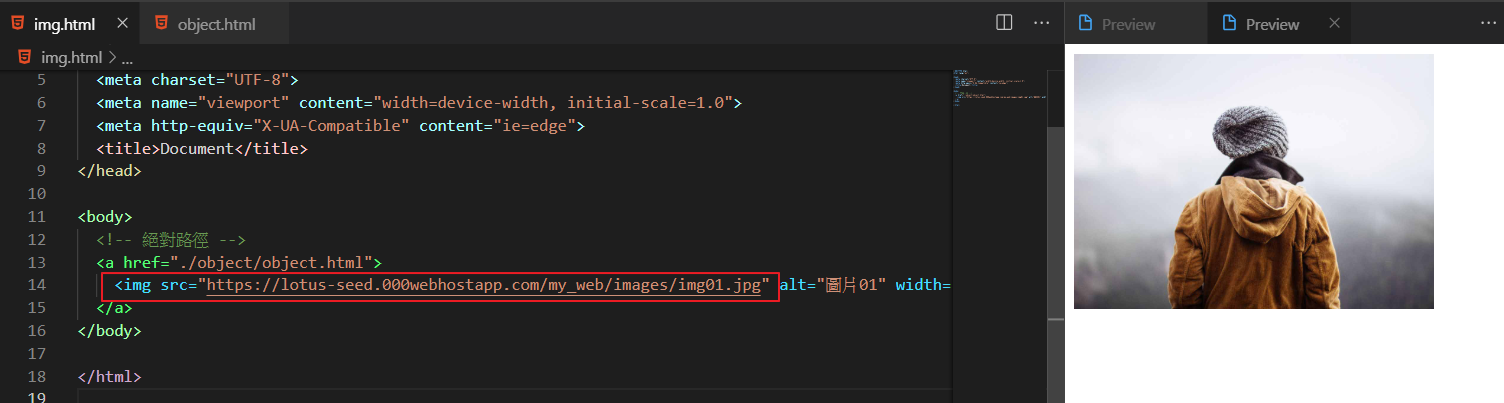 img.html
object.html
Preview
Preview
img.html > ...
5 <meta charset="UTF-8">
6 <meta name="viewport" content="width=device-width, initial-scale=1.0">
7 <meta http-equiv="X-UA-Compatible" content="ie=edge">
8 <title>Document</title>
9 </head>
10
11 <body>
12 <!-- 絕對路徑 -->
13 <a href="./object/object.html">
14 <img src="https://lotus-seed.000webhostapp.com/my_web/images/img01.jpg" alt="圖片01" width=
15 </a>
16 </body>
17
18 </html>
19